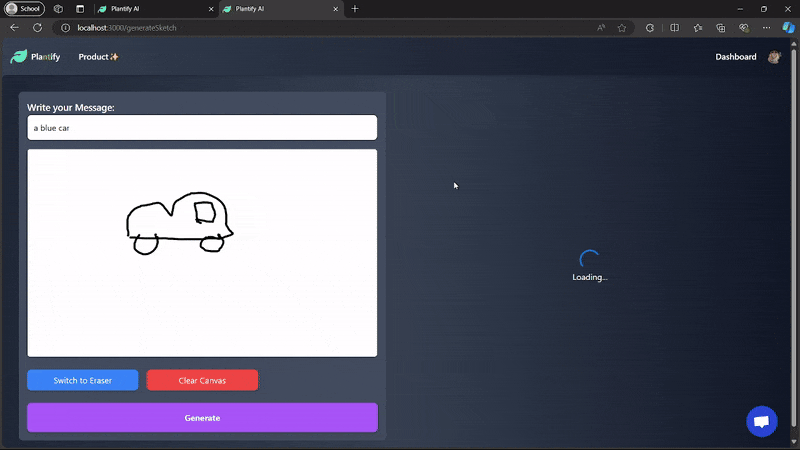 School
Plantify AI
Plantify AI
localhost:3000/generateSketch
Plantify
Product✨
Dashboard
Write your Message:
a blue car
Loading...
Switch to Eraser
Clear Canvas
Generate